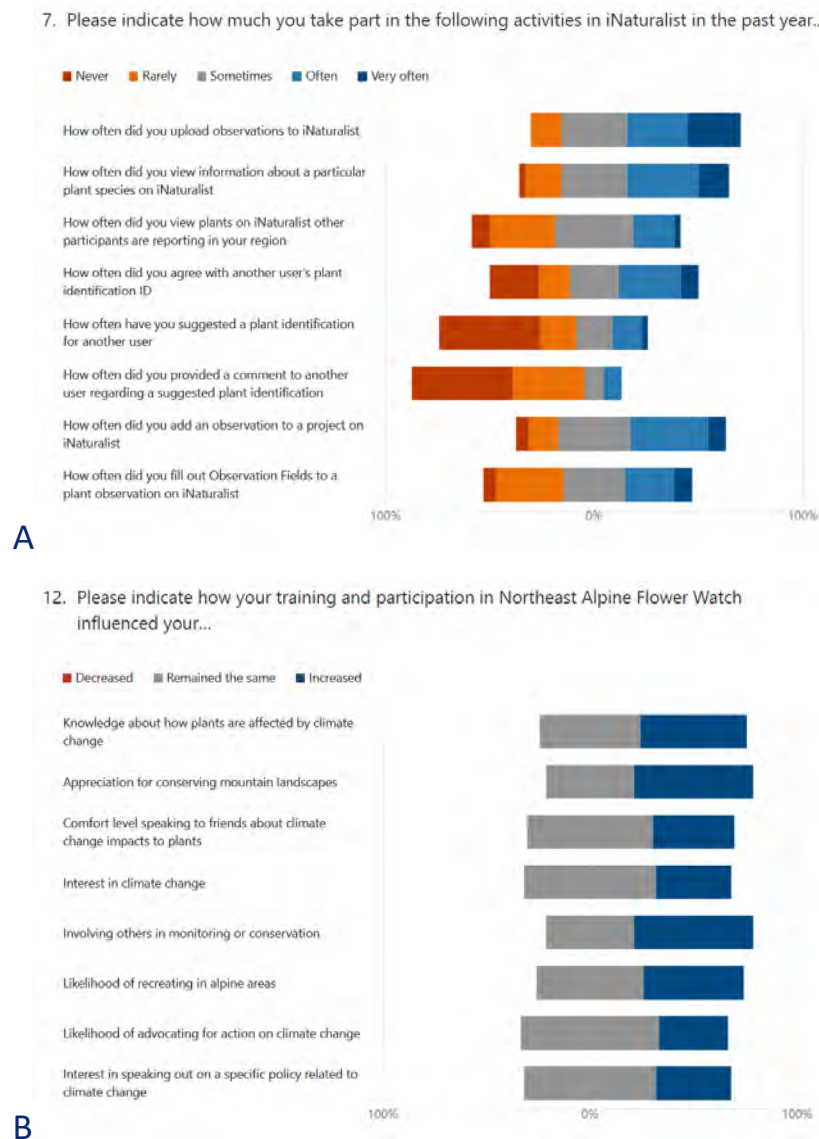 7. Please indicate how much you take part in the following activities in iNaturalist in the past year..
Never Rarely Sometimes Often Very often
How often did you upload observations to iNaturalist
How often did you view information about a particular
plant species on iNaturalist
How often did you view plants on iNaturalist other
participants are reporting in your region
How often did you agree with another user's plant
identification ID
How often have you suggested a plant identification
for another user
How often did you provided a comment to another
user regarding a suggested plant identification
How often did you add an observation to a project on
iNaturalist
How often did you fill out Observation Fields to a
plant observation on iNaturalist
100% 0% 100%
A
12. Please indicate how your training and participation in Northeast Alpine Flower Watch
influenced your...
Decreased Remained the same Increased
Knowledge about how plants are affected by climate
change
Appreciation for conserving mountain landscapes
Comfort level speaking to friends about climate
change impacts to plants
Interest in climate change
Involving others in monitoring or conservation
Likelihood of recreating in alpine areas
Likelihood of advocating for action on climate change
Interest in speaking out on a specific policy related to
climate change
100% 0% 100%
B